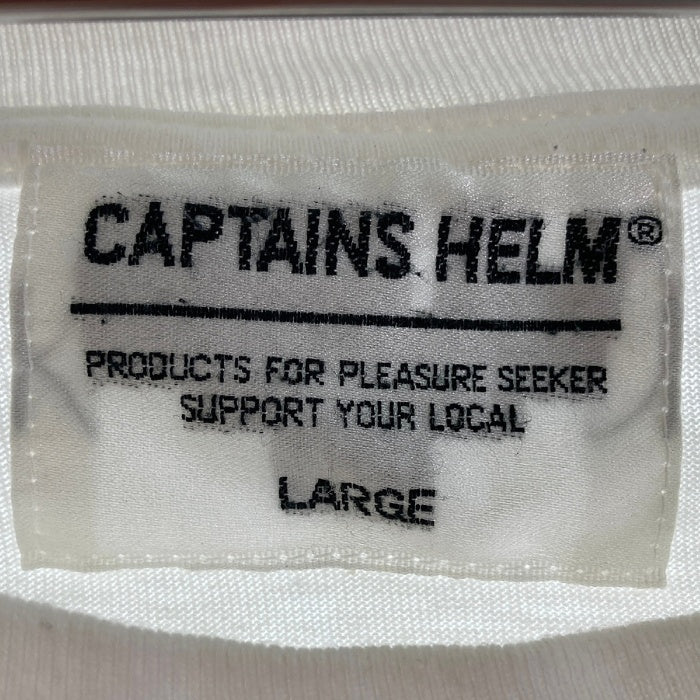 CAPTAINS HELM®
PRODUCTS FOR PLEASURE SEEKER
SUPPORT YOUR LOCAL
LARGE